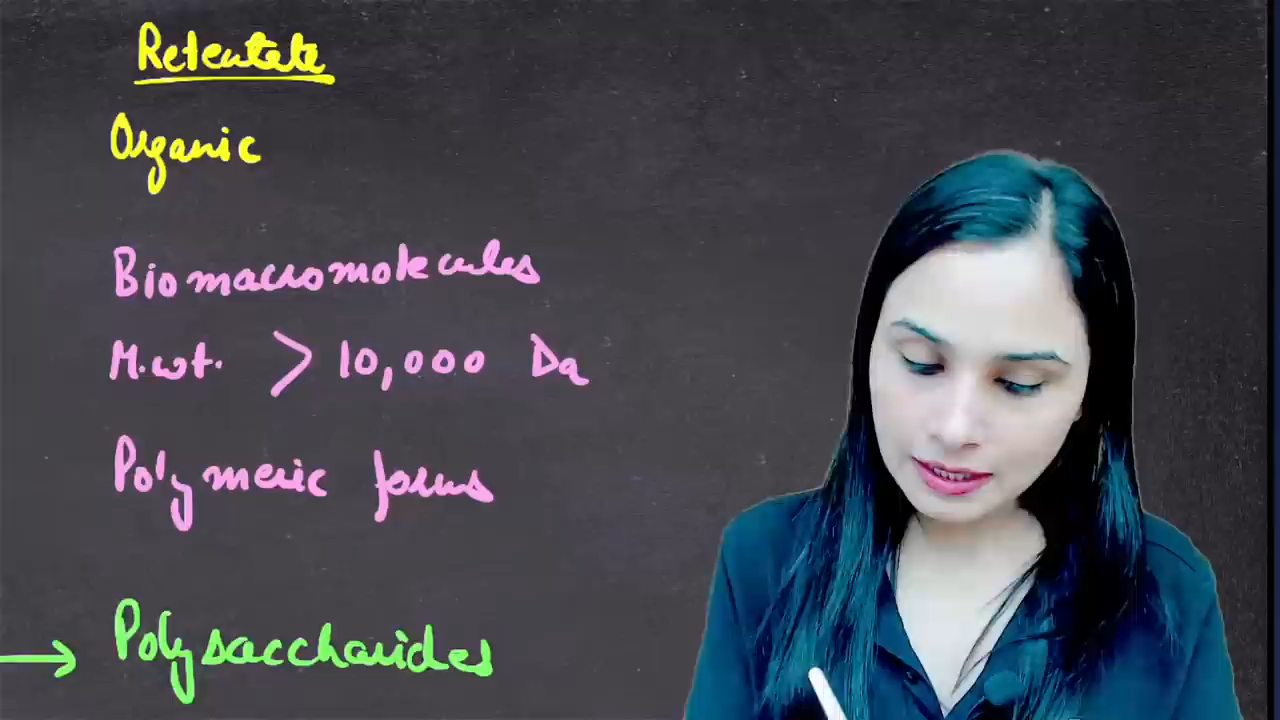 Retentate
Organic
Biomacromolecules
M.wt. > 10,000 Da
Polymeric forms
→ Polysaccharides